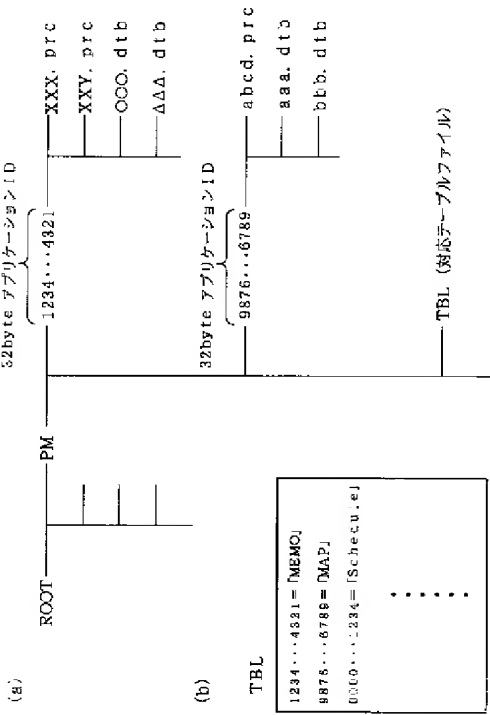 (a)
ROOT
PM
32byte アプリケーションID
1234・・・4321
XXX. prc
XXY. prc
○○○. dtb
△△△. dtb
32byte アプリケーションID
9876・・・6789
abcd. prc
aaa. dtb
bbb. dtb
TBL (対応テーブルファイル)
(b)
TBL
1234・・・4321=「MEMO」
9876・・・6789=「MAP」
0000・・・1234=「Schecule」
・・・・・・